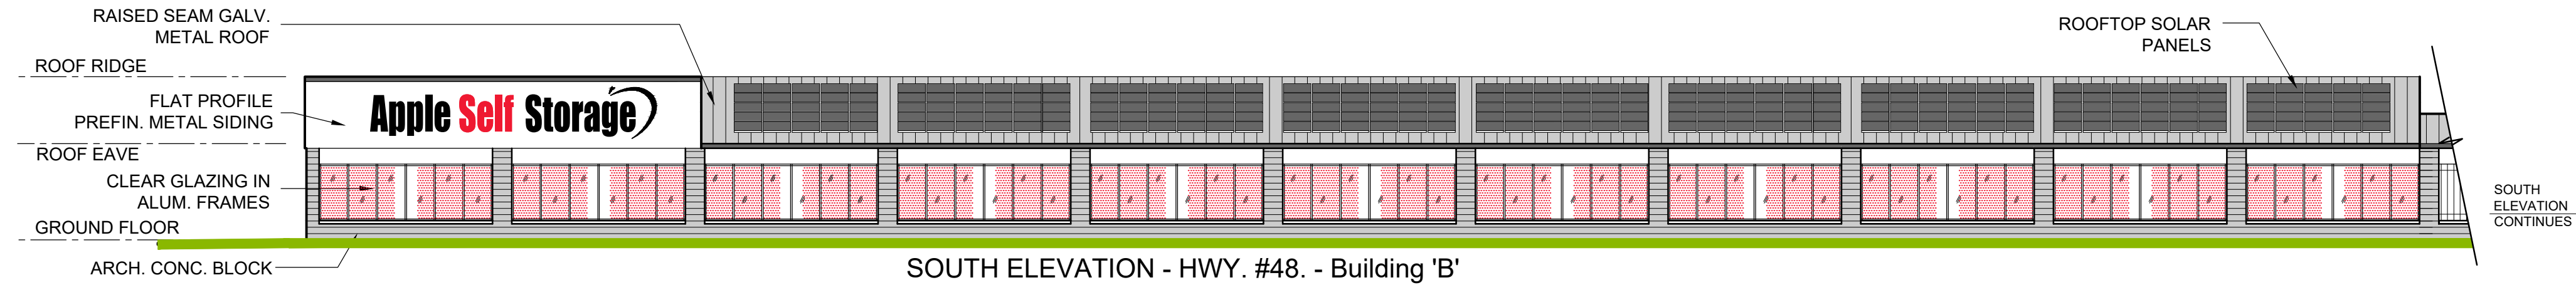 RAISED SEAM GALV.
METAL ROOF
ROOF RIDGE
FLAT PROFILE
PREFIN. METAL SIDING
ROOF EAVE
CLEAR GLAZING IN
ALUM. FRAMES
GROUND FLOOR
ARCH. CONC. BLOCK
Apple Self Storage
ROOFTOP SOLAR
PANELS
SOUTH
ELEVATION
CONTINUES
SOUTH ELEVATION - HWY. #48. - Building 'B'